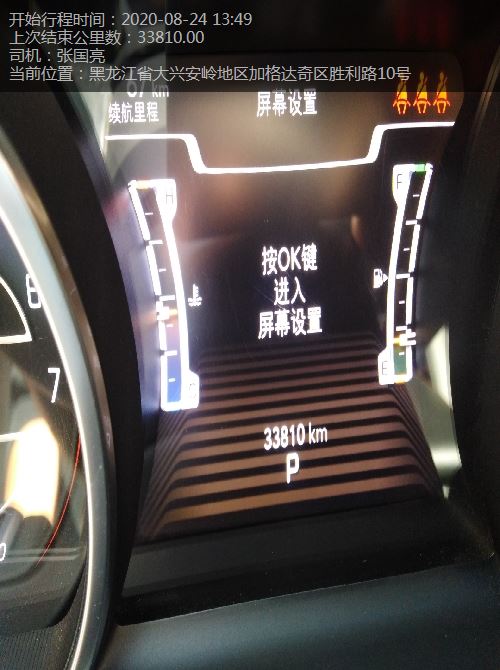 开始行程时间：2020-08-24 13:49
上次结束公里数：33810.00
司机：张国亮
当前位置：黑龙江省大兴安岭地区加格达奇区胜利路10号
km
续航里程
屏幕设置
H
F
按OK键
进入
屏幕设置
8
7
C
E
33810 km
P
0